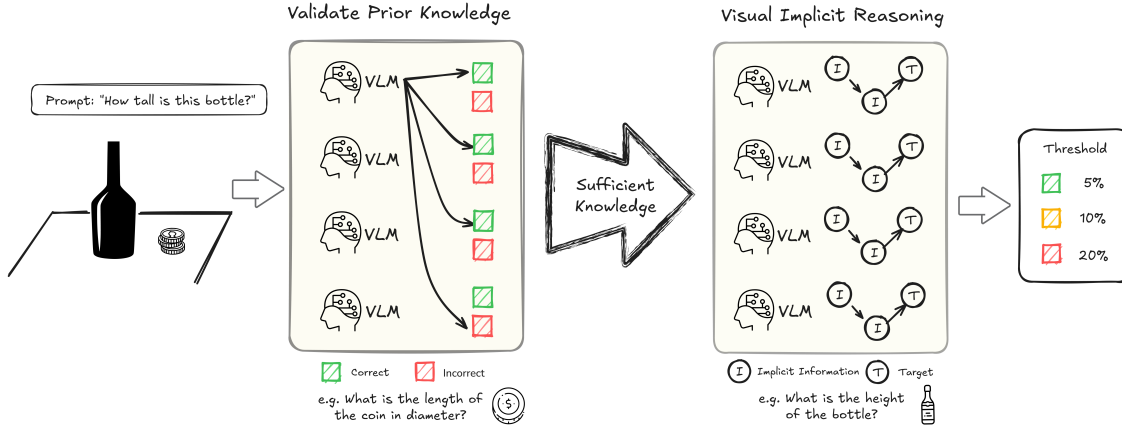 Validate Prior Knowledge
Visual Implicit Reasoning
Prompt: "How tall is this bottle?"
VLM
VLM
VLM
VLM
Correct
Incorrect
e.g. What is the length of
the coin in diameter?
$
Sufficient
Knowledge
VLM
I
T
I
VLM
I
T
I
VLM
I
T
I
VLM
I
T
I
I
Implicit Information
T
Target
e.g. What is the height
of the bottle?
Threshold
5%
10%
20%